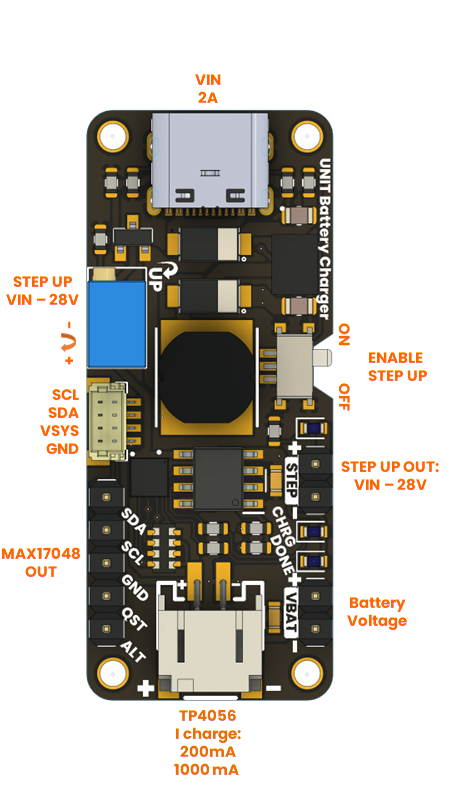 VIN
2A
UNIT Battery Charger
UP
STEP UP
VIN – 28V
- +
ON
OFF
ENABLE
STEP UP
SCL
SDA
VSYS
GND
+
STEP
-
STEP UP OUT:
VIN – 28V
CHRG
DONE
SDA
SCL
GND
QST
ALT
MAX17048
OUT
+
VBAT
-
Battery
Voltage
+
+ -
TP4056
I charge:
200mA
1000 mA